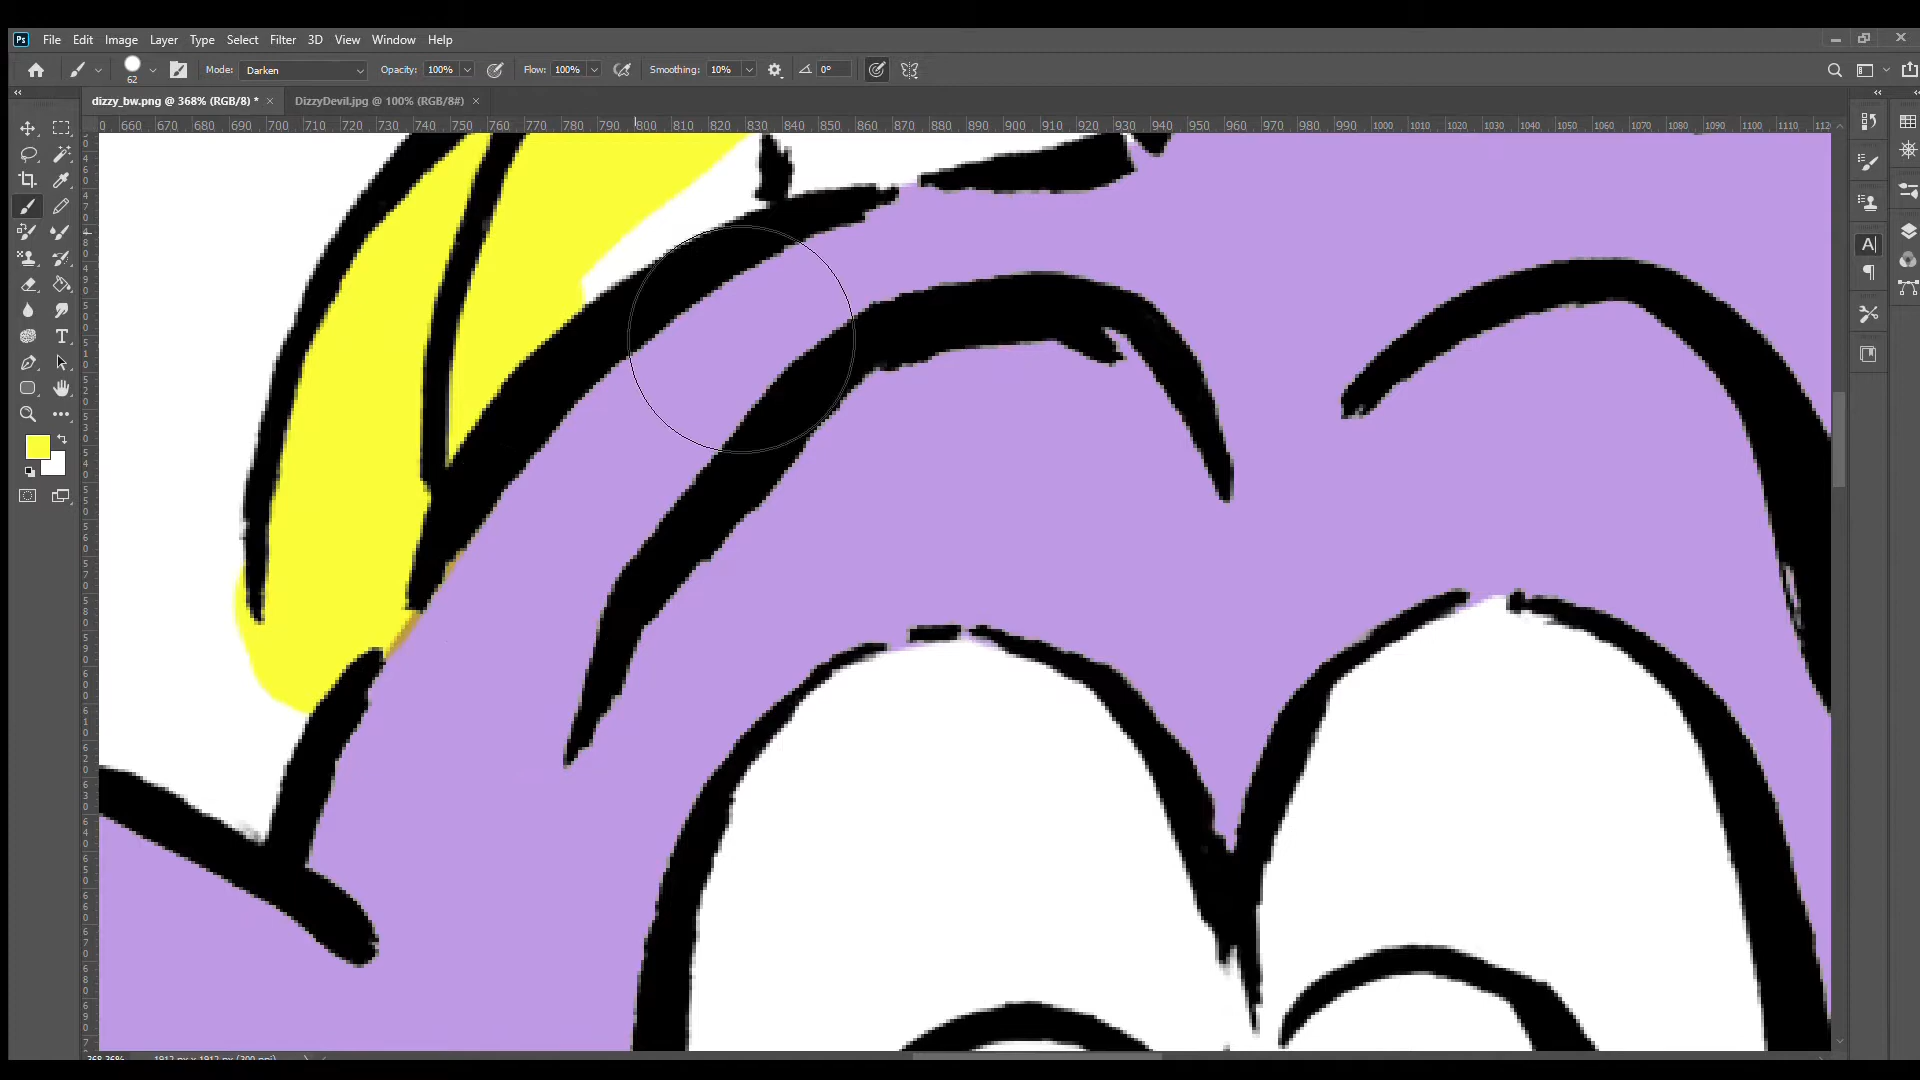 Ps File Edit Image Layer Type Select Filter 3D View Window Help
62 Mode: Darken Opacity: 100% Flow: 100% Smoothing: 10% 0°
dizzy_bw.png @ 368% (RGB/8) * × DizzyDevil.jpg @ 100% (RGB/8#) ×
0 660 670 680 690 700 710 720 730 740 750 760 770 780 790 800 810 820 830 840 850 860 870 880 890 900 910 920 930 940 950 960 970 980 990 1000 1010 1020 1030 1040 1050 1060 1070 1080 1090 1100 1110